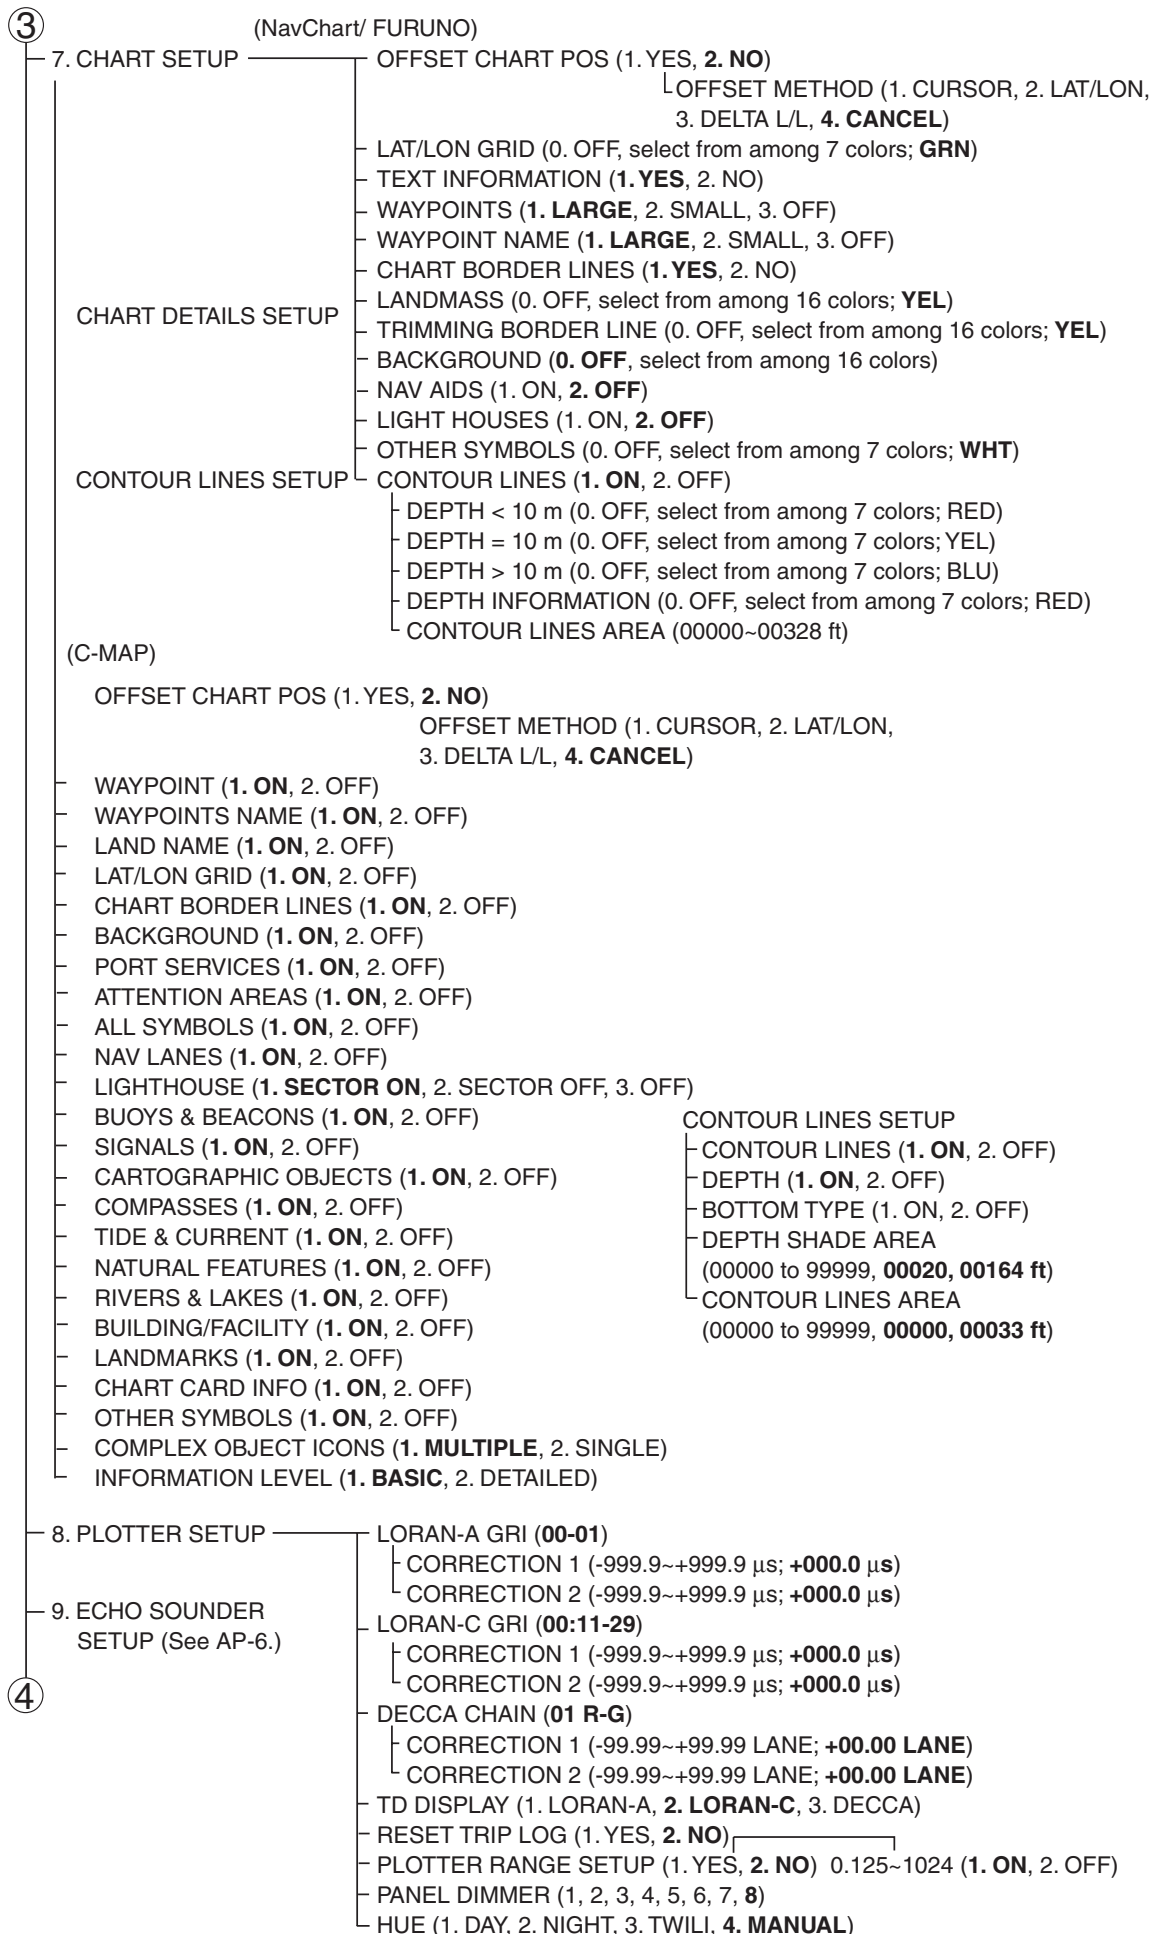 ③
(NavChart/ FURUNO)
7. CHART SETUP
OFFSET CHART POS (1. YES, 2. NO)
OFFSET METHOD (1. CURSOR, 2. LAT/LON,
3. DELTA L/L, 4. CANCEL)
LAT/LON GRID (0. OFF, select from among 7 colors; GRN)
TEXT INFORMATION (1. YES, 2. NO)
WAYPOINTS (1. LARGE, 2. SMALL, 3. OFF)
WAYPOINT NAME (1. LARGE, 2. SMALL, 3. OFF)
CHART BORDER LINES (1. YES, 2. NO)
CHART DETAILS SETUP
LANDMASS (0. OFF, select from among 16 colors; YEL)
TRIMMING BORDER LINE (0. OFF, select from among 16 colors; YEL)
BACKGROUND (0. OFF, select from among 16 colors)
NAV AIDS (1. ON, 2. OFF)
LIGHT HOUSES (1. ON, 2. OFF)
OTHER SYMBOLS (0. OFF, select from among 7 colors; WHT)
CONTOUR LINES SETUP
CONTOUR LINES (1. ON, 2. OFF)
DEPTH < 10 m (0. OFF, select from among 7 colors; RED)
DEPTH = 10 m (0. OFF, select from among 7 colors; YEL)
DEPTH > 10 m (0. OFF, select from among 7 colors; BLU)
DEPTH INFORMATION (0. OFF, select from among 7 colors; RED)
CONTOUR LINES AREA (00000~00328 ft)
(C-MAP)
OFFSET CHART POS (1. YES, 2. NO)
OFFSET METHOD (1. CURSOR, 2. LAT/LON,
3. DELTA L/L, 4. CANCEL)
WAYPOINT (1. ON, 2. OFF)
WAYPOINTS NAME (1. ON, 2. OFF)
LAND NAME (1. ON, 2. OFF)
LAT/LON GRID (1. ON, 2. OFF)
CHART BORDER LINES (1. ON, 2. OFF)
BACKGROUND (1. ON, 2. OFF)
PORT SERVICES (1. ON, 2. OFF)
ATTENTION AREAS (1. ON, 2. OFF)
ALL SYMBOLS (1. ON, 2. OFF)
NAV LANES (1. ON, 2. OFF)
LIGHTHOUSE (1. SECTOR ON, 2. SECTOR OFF, 3. OFF)
BUOYS & BEACONS (1. ON, 2. OFF)
SIGNALS (1. ON, 2. OFF)
CARTOGRAPHIC OBJECTS (1. ON, 2. OFF)
COMPASSES (1. ON, 2. OFF)
TIDE & CURRENT (1. ON, 2. OFF)
NATURAL FEATURES (1. ON, 2. OFF)
RIVERS & LAKES (1. ON, 2. OFF)
BUILDING/FACILITY (1. ON, 2. OFF)
LANDMARKS (1. ON, 2. OFF)
CHART CARD INFO (1. ON, 2. OFF)
OTHER SYMBOLS (1. ON, 2. OFF)
COMPLEX OBJECT ICONS (1. MULTIPLE, 2. SINGLE)
INFORMATION LEVEL (1. BASIC, 2. DETAILED)
CONTOUR LINES SETUP
CONTOUR LINES (1. ON, 2. OFF)
DEPTH (1. ON, 2. OFF)
BOTTOM TYPE (1. ON, 2. OFF)
DEPTH SHADE AREA
(00000 to 99999, 00020, 00164 ft)
CONTOUR LINES AREA
(00000 to 99999, 00000, 00033 ft)
8. PLOTTER SETUP
LORAN-A GRI (00-01)
CORRECTION 1 (-999.9~+999.9 µs; +000.0 µs)
CORRECTION 2 (-999.9~+999.9 µs; +000.0 µs)
9. ECHO SOUNDER
SETUP (See AP-6.)
④
LORAN-C GRI (00:11-29)
CORRECTION 1 (-999.9~+999.9 µs; +000.0 µs)
CORRECTION 2 (-999.9~+999.9 µs; +000.0 µs)
DECCA CHAIN (01 R-G)
CORRECTION 1 (-99.99~+99.99 LANE; +00.00 LANE)
CORRECTION 2 (-99.99~+99.99 LANE; +00.00 LANE)
TD DISPLAY (1. LORAN-A, 2. LORAN-C, 3. DECCA)
RESET TRIP LOG (1. YES, 2. NO)
PLOTTER RANGE SETUP (1. YES, 2. NO) 0.125~1024 (1. ON, 2. OFF)
PANEL DIMMER (1, 2, 3, 4, 5, 6, 7, 8)
HUE (1. DAY, 2. NIGHT, 3. TWILI, 4. MANUAL)